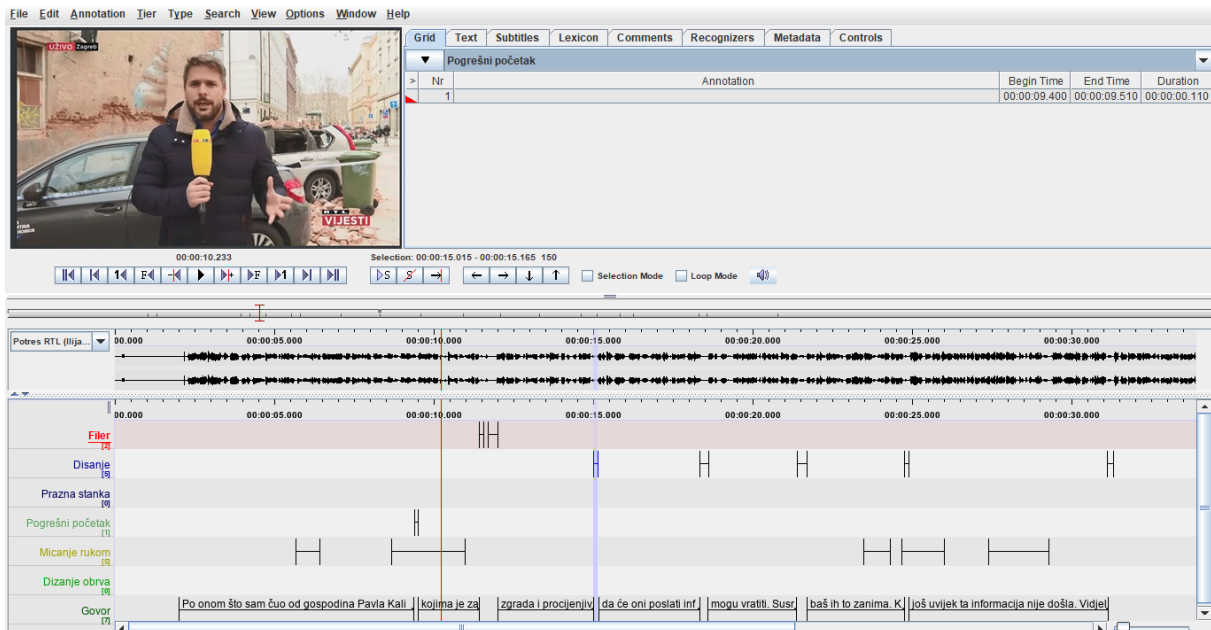 File Edit Annotation Tier Type Search View Options Window Help
UŽIVO Zagreb
RTL
VIJESTI
00:00:10.233
Selection: 00:00:15.015 - 00:00:15.165 150
Selection Mode Loop Mode
Grid Text Subtitles Lexicon Comments Recognizers Metadata Controls
Pogrešni početak
> Nr Annotation Begin Time End Time Duration
1 00:00:09.400 00:00:09.510 00:00:00.110
Potres RTL (Ilija...
00.000 00:00:05.000 00:00:10.000 00:00:15.000 00:00:20.000 00:00:25.000 00:00:30.000
00.000 00:00:05.000 00:00:10.000 00:00:15.000 00:00:20.000 00:00:25.000 00:00:30.000
Filer
[2]
Disanje
[5]
Prazna stanka
[0]
Pogrešni početak
[1]
Micanje rukom
[5]
Dizanje obrva
[0]
Govor
[7]
Po onom što sam čuo od gospodina Pavla Kali kojima je za zgrada i procijenjiv da će oni poslati inf mogu vratiti. Susr baš ih to zanima. K još uvijek ta informacija nije došla. Vidjel